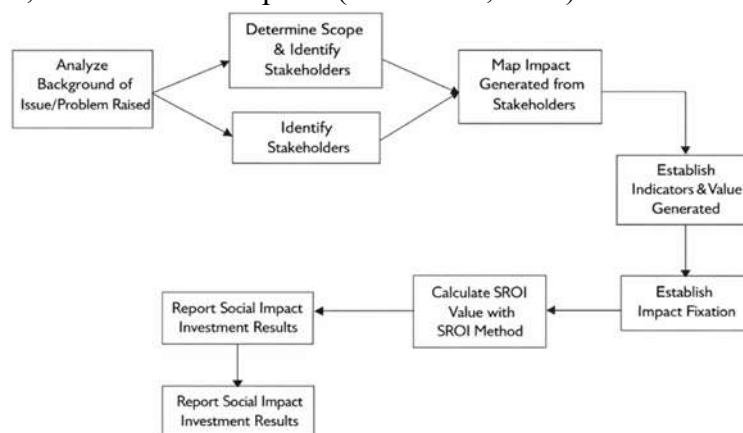 Analyze
Background of
Issue/Problem Raised
Determine Scope
& Identify
Stakeholders
Identify
Stakeholders
Map Impact
Generated from
Stakeholders
Establish
Indicators & Value
Generated
Establish
Impact Fixation
Calculate SROI
Value with
SROI Method
Report Social Impact
Investment Results
Report Social Impact
Investment Results